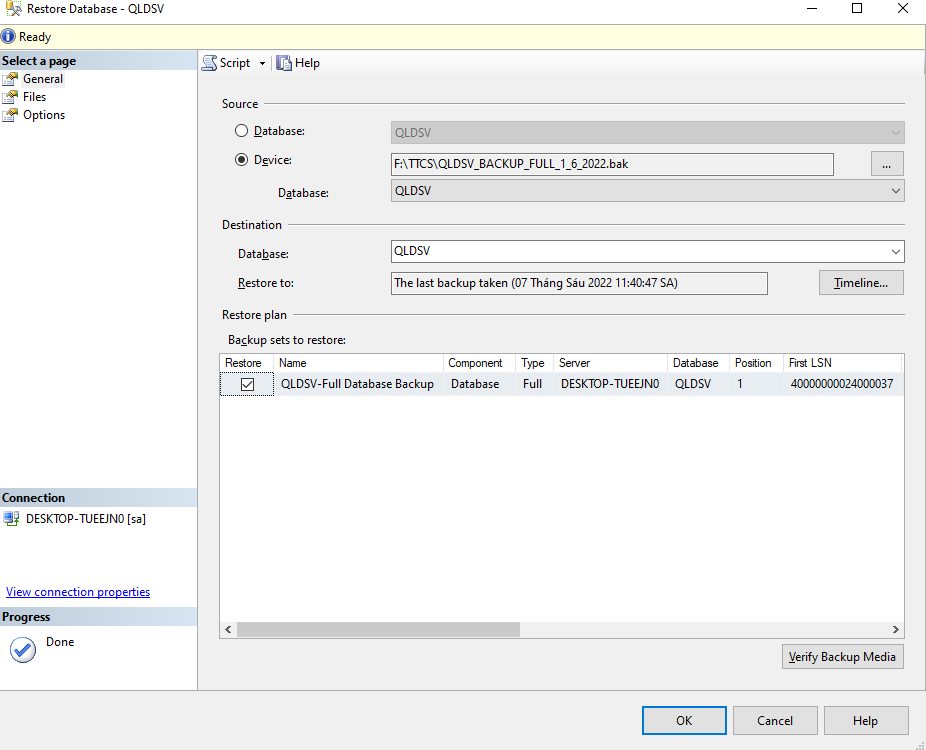 Restore Database - QLDSV
Ready
Select a page
General
Files
Options
Script
Help
Source
Database:
QLDSV
Device:
F:\TTCS\QLDSV_BACKUP_FULL_1_6_2022.bak
...
Database:
QLDSV
Destination
Database:
QLDSV
Restore to:
The last backup taken (07 Tháng Sáu 2022 11:40:47 SA)
Timeline...
Restore plan
Backup sets to restore:
Restore Name Component Type Server Database Position First LSN
QLDSV-Full Database Backup Database Full DESKTOP-TUEEJN0 QLDSV 1 40000000024000037
Connection
DESKTOP-TUEEJN0 [sa]
View connection properties
Progress
Done
Verify Backup Media
OK
Cancel
Help